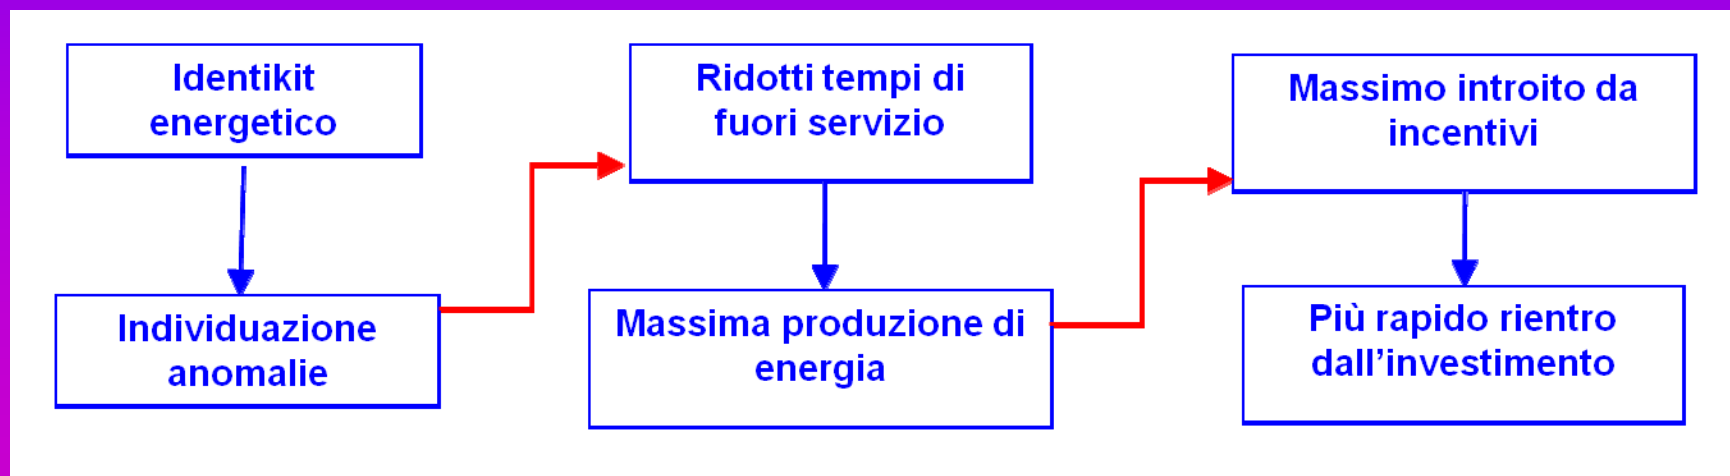 Identikit
energetico
Individuazione
anomalie
Ridotti tempi di
fuori servizio
Massima produzione di
energia
Massimo introito da
incentivi
Più rapido rientro
dall’investimento